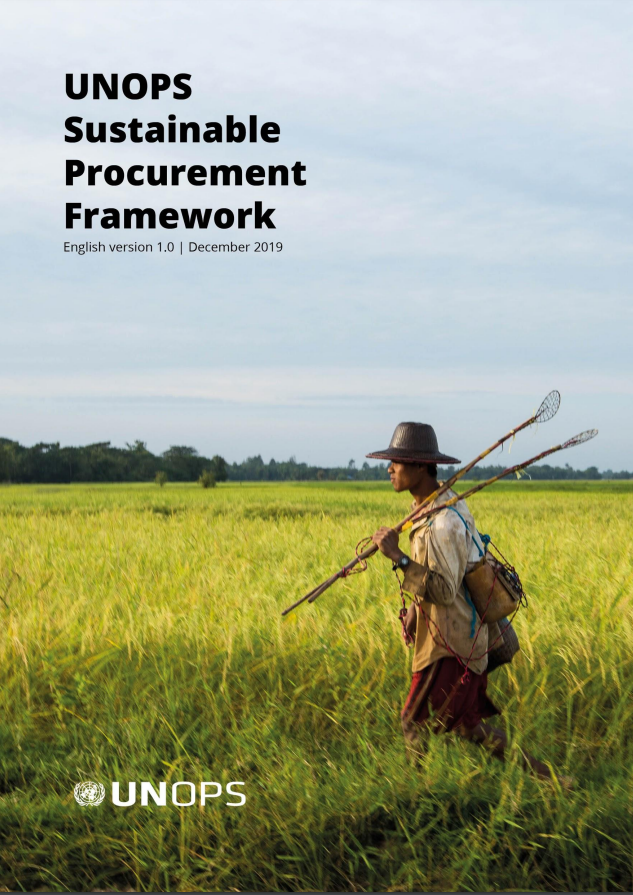 UNOPS
Sustainable
Procurement
Framework
English version 1.0 | December 2019
UNOPS